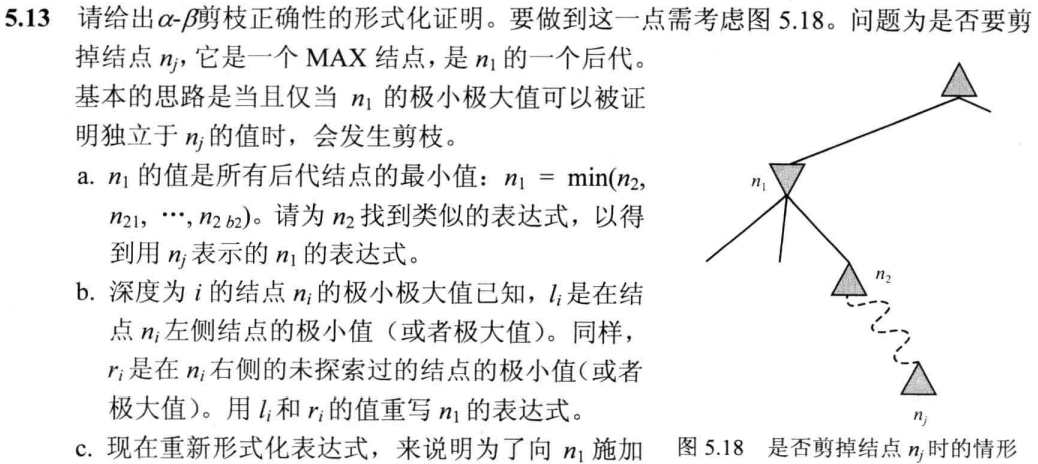 5.13 请给出α-β剪枝正确性的形式化证明。要做到这一点需考虑图 5.18。问题为是否要剪
掉结点 nj, 它是一个 MAX 结点，是 n1 的一个后代。
基本的思路是当且仅当 n1 的极小极大值可以被证
明独立于 nj 的值时，会发生剪枝。
a. n1 的值是所有后代结点的最小值：n1 = min(n2,
n21, ⋯, n2 b2)。请为 n2 找到类似的表达式，以得
到用 nj 表示的 n1 的表达式。
b. 深度为 i 的结点 ni 的极小极大值已知，li 是在结
点 ni 左侧结点的极小值（或者极大值）。同样，
ri 是在 ni 右侧的未探索过的结点的极小值(或者
极大值)。用 li 和 ri 的值重写 n1 的表达式。
c. 现在重新形式化表达式，来说明为了向 n1 施加
n1
n2
nj
图 5.18 是否剪掉结点 nj 时的情形